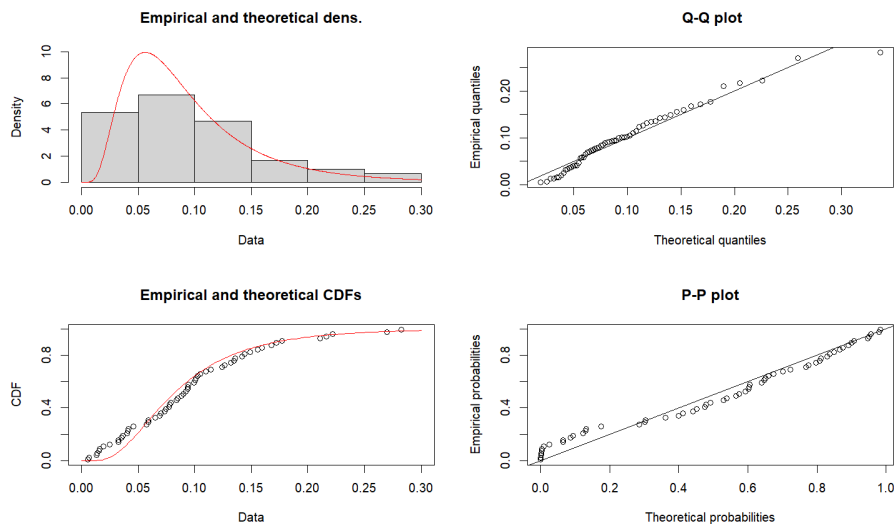 Empirical and theoretical dens.
Density
0 2 4 6 8 10
0.00 0.05 0.10 0.15 0.20 0.25 0.30
Data
Q-Q plot
Empirical quantiles
0.00 0.10 0.20
0.05 0.10 0.15 0.20 0.25 0.30
Theoretical quantiles
Empirical and theoretical CDFs
CDF
0.0 0.4 0.8
0.00 0.05 0.10 0.15 0.20 0.25 0.30
Data
P-P plot
Empirical probabilities
0.0 0.4 0.8
0.0 0.2 0.4 0.6 0.8 1.0
Theoretical probabilities